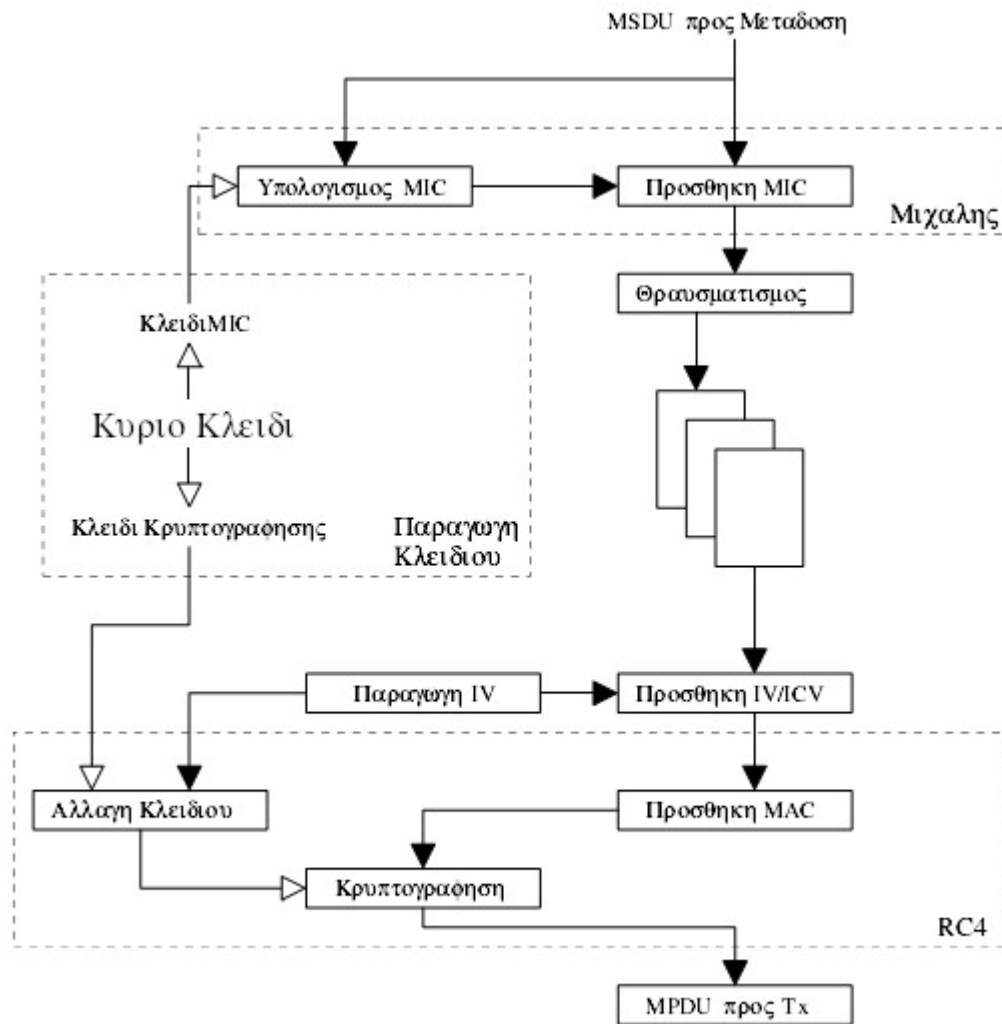 MSDU προς Μεταδοση
Υπολογισμος MIC
Προσθηκη MIC
Μιχαλης
Θραυσματισμος
ΚλειδιMIC
Κυριο Κλειδι
Κλειδι Κρυπτογραφησης
Παραγωγη
Κλειδιου
Παραγωγη IV
Προσθηκη IV/ICV
Αλλαγη Κλειδιου
Προσθηκη MAC
Κρυπτογραφηση
RC4
MPDU προς Tx